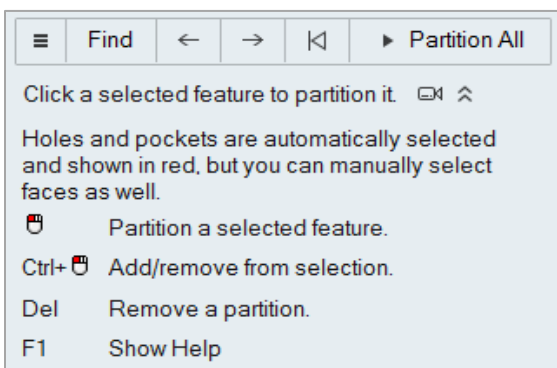 Find Partition All
Click a selected feature to partition it.
Holes and pockets are automatically selected
and shown in red, but you can manually select
faces as well.
Partition a selected feature.
Ctrl+ Add/remove from selection.
Del Remove a partition.
F1 Show Help